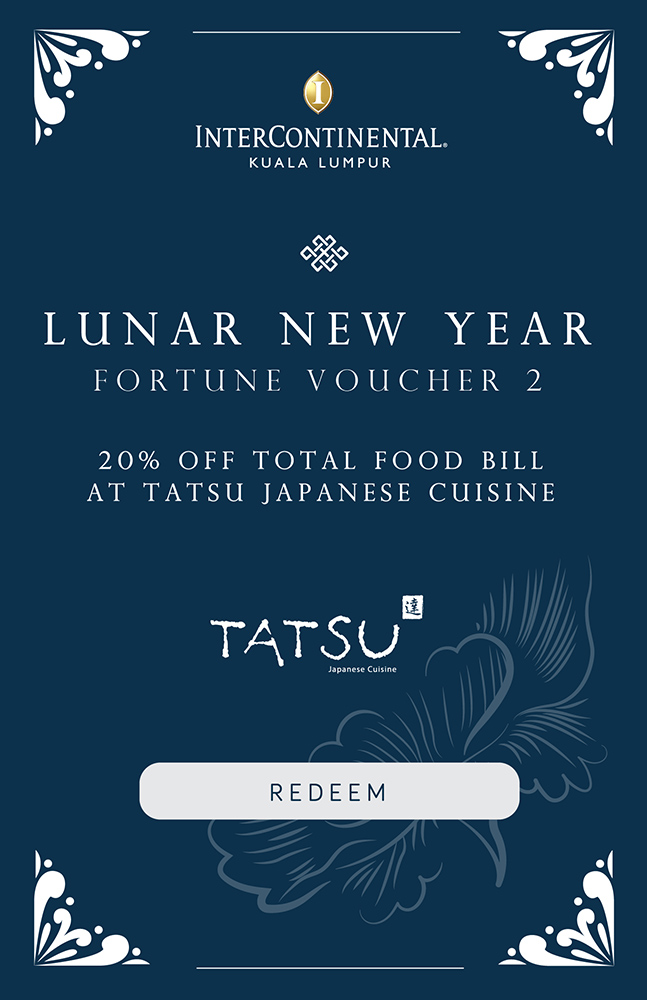 I
INTERCONTINENTAL®
KUALA LUMPUR
LUNAR NEW YEAR
FORTUNE VOUCHER 2
20% OFF TOTAL FOOD BILL
AT TATSU JAPANESE CUISINE
TATSU 達
Japanese Cuisine
REDEEM